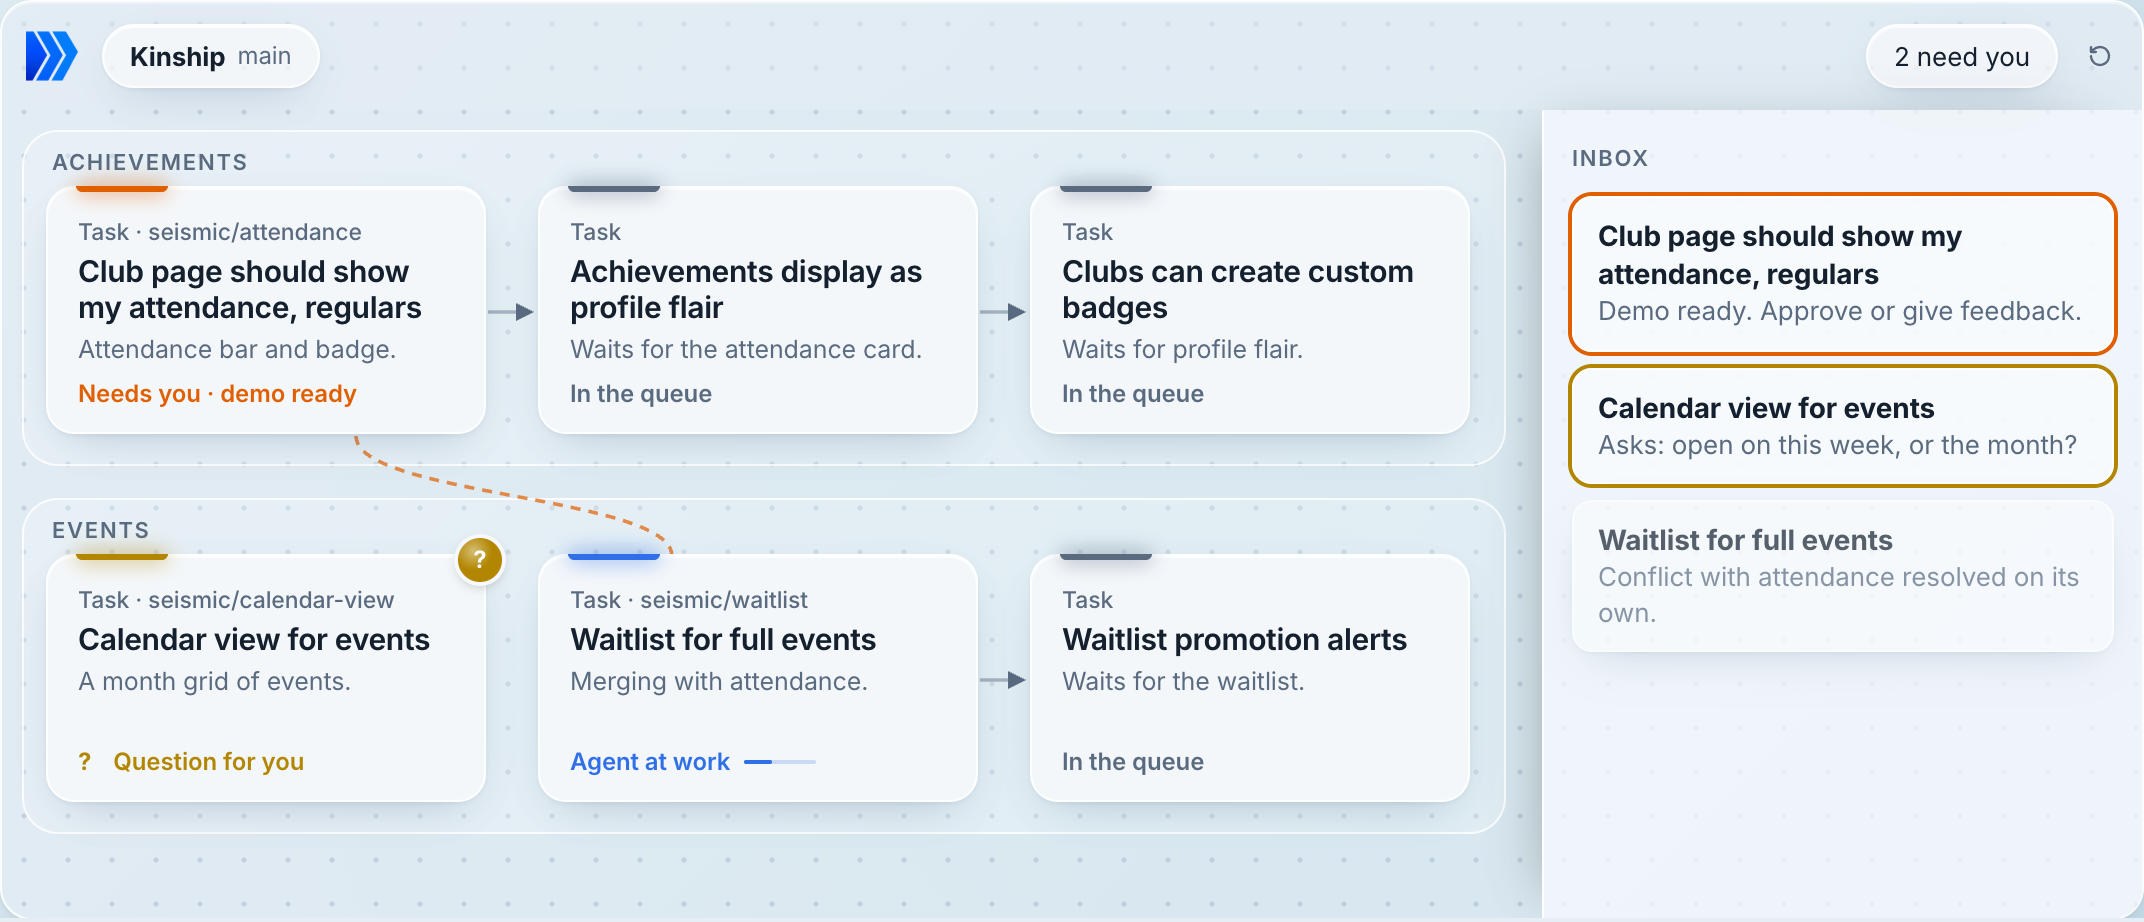 Kinship main
2 need you
ACHIEVEMENTS
Task · seismic/attendance
Club page should show
my attendance, regulars
Attendance bar and badge.
Needs you · demo ready
Task
Achievements display as
profile flair
Waits for the attendance card.
In the queue
Task
Clubs can create custom
badges
Waits for profile flair.
In the queue
EVENTS
?
Task · seismic/calendar-view
Calendar view for events
A month grid of events.
? Question for you
Task · seismic/waitlist
Waitlist for full events
Merging with attendance.
Agent at work
Task
Waitlist promotion alerts
Waits for the waitlist.
In the queue
INBOX
Club page should show my
attendance, regulars
Demo ready. Approve or give feedback.
Calendar view for events
Asks: open on this week, or the month?
Waitlist for full events
Conflict with attendance resolved on its
own.